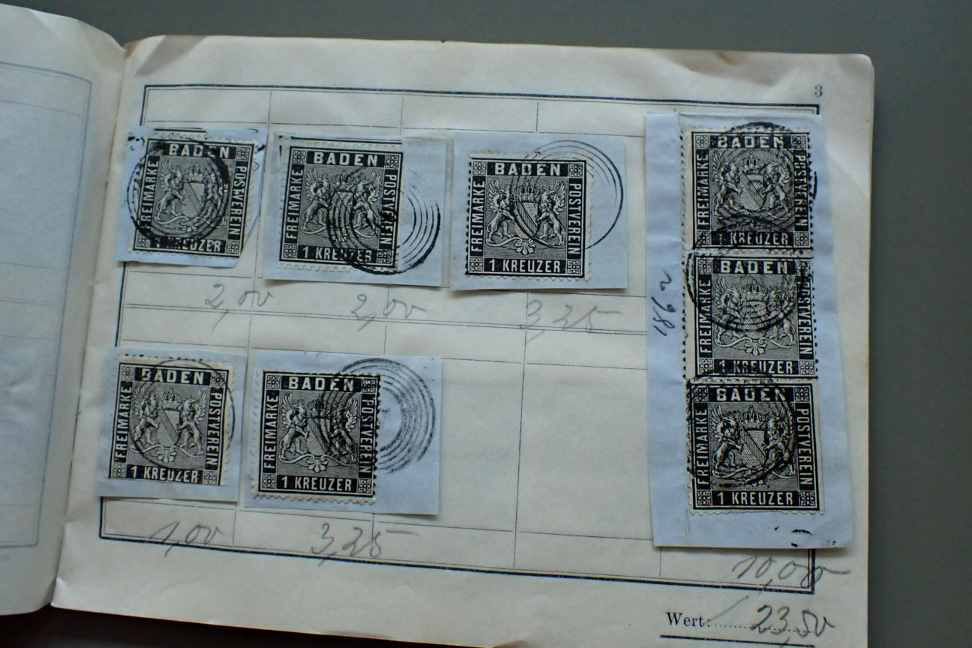 3
BADEN
FREIMARKE
POSTVEREIN
1 KREUZER
BADEN
FREIMARKE
POSTVEREIN
1 KREUZER
BADEN
FREIMARKE
POSTVEREIN
1 KREUZER
2,00
2,00
3,25
BADEN
FREIMARKE
POSTVEREIN
1 KREUZER
BADEN
FREIMARKE
POSTVEREIN
1 KREUZER
1,00
3,25
BADEN
FREIMARKE
POSTVEREIN
1 KREUZER
BADEN
FREIMARKE
POSTVEREIN
1 KREUZER
BADEN
FREIMARKE
POSTVEREIN
1 KREUZER
10,00
Wert: 23,50